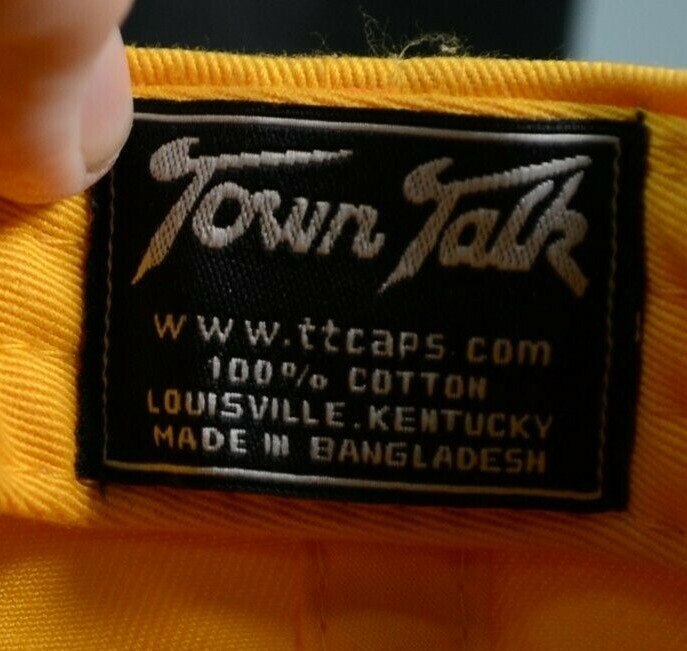 Town Talk
www.ttcaps.com
100% COTTON
LOUISVILLE.KENTUCKY
MADE IN BANGLADESH